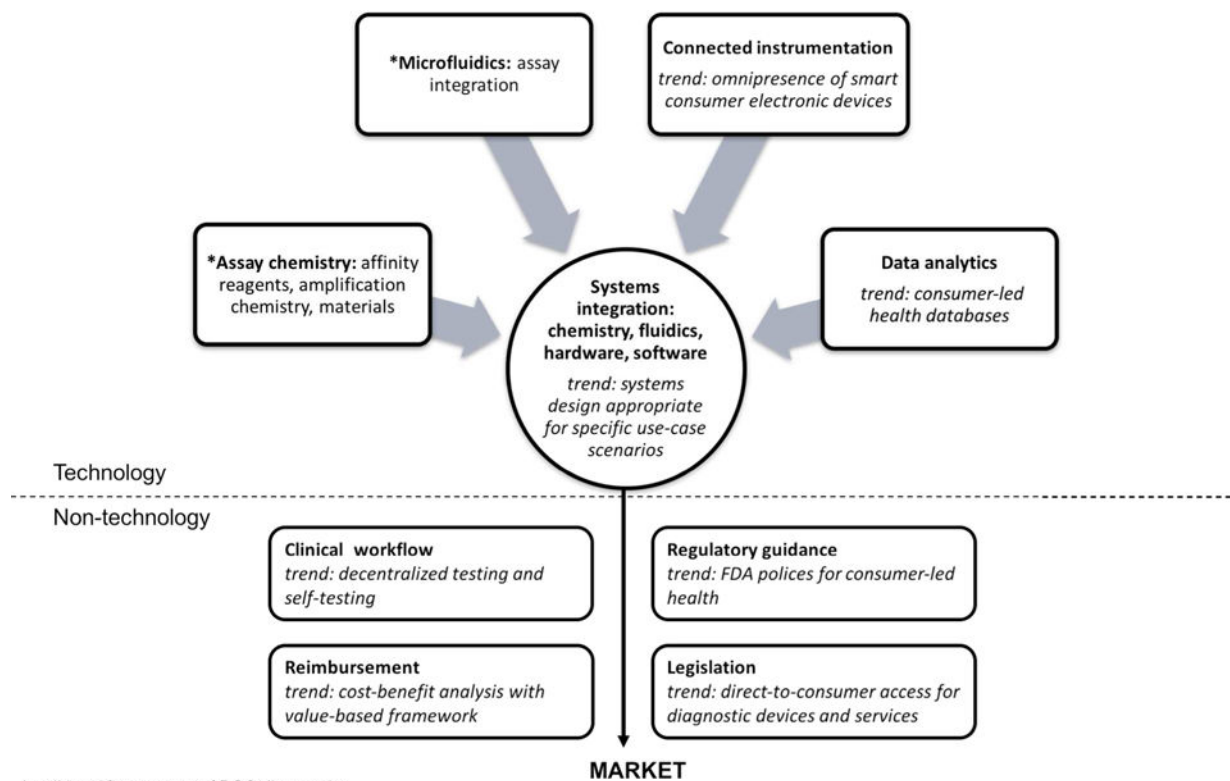 *Microfluidics: assay
integration
Connected instrumentation
trend: omnipresence of smart
consumer electronic devices
*Assay chemistry: affinity
reagents, amplification
chemistry, materials
Systems
integration:
chemistry, fluidics,
hardware, software
trend: systems
design appropriate
for specific use-case
scenarios
Data analytics
trend: consumer-led
health databases
Technology
Non-technology
Clinical workflow
trend: decentralized testing and
self-testing
Regulatory guidance
trend: FDA polices for consumer-led
health
Reimbursement
trend: cost-benefit analysis with
value-based framework
Legislation
trend: direct-to-consumer access for
diagnostic devices and services
MARKET